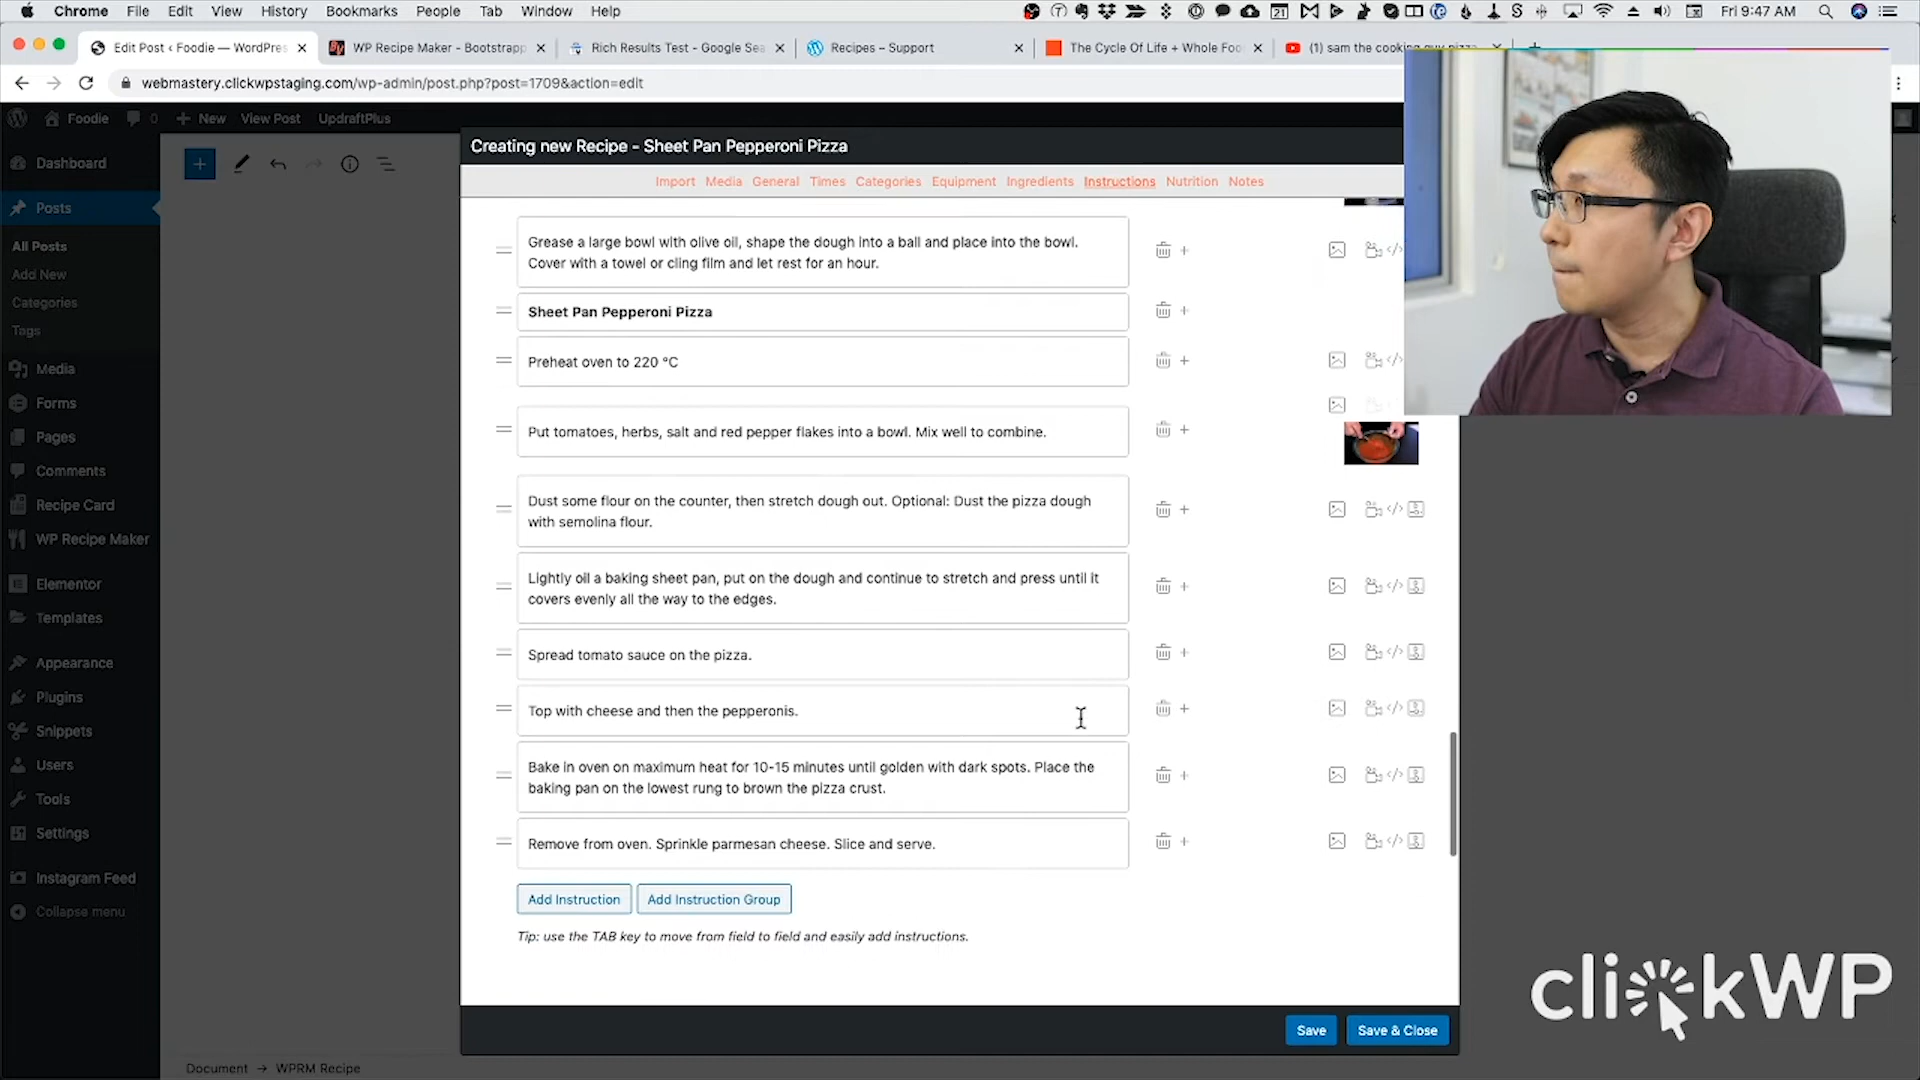 Chrome File Edit View History Bookmarks People Tab Window Help
21
Fri 9:47 AM
Edit Post ‹ Foodie — WordPres
WP Recipe Maker - Bootstrapp
Rich Results Test - Google Sea
Recipes – Support
The Cycle Of Life + Whole Foo
(1) sam the cooking guy pizza
webmastery.clickwpstaging.com/wp-admin/post.php?post=1709&action=edit
Foodie 0 New View Post UpdraftPlus
Dashboard
Posts
All Posts
Add New
Categories
Tags
Media
Forms
Pages
Comments
Recipe Card
WP Recipe Maker
Elementor
Templates
Appearance
Plugins
Snippets
Users
Tools
Settings
Instagram Feed
Collapse menu
Creating new Recipe - Sheet Pan Pepperoni Pizza
Import Media General Times Categories Equipment Ingredients Instructions Nutrition Notes
Grease a large bowl with olive oil, shape the dough into a ball and place into the bowl.
Cover with a towel or cling film and let rest for an hour.
Sheet Pan Pepperoni Pizza
Preheat oven to 220 °C
Put tomatoes, herbs, salt and red pepper flakes into a bowl. Mix well to combine.
Dust some flour on the counter, then stretch dough out. Optional: Dust the pizza dough
with semolina flour.
Lightly oil a baking sheet pan, put on the dough and continue to stretch and press until it
covers evenly all the way to the edges.
Spread tomato sauce on the pizza.
Top with cheese and then the pepperonis.
Bake in oven on maximum heat for 10-15 minutes until golden with dark spots. Place the
baking pan on the lowest rung to brown the pizza crust.
Remove from oven. Sprinkle parmesan cheese. Slice and serve.
Add Instruction
Add Instruction Group
Tip: use the TAB key to move from field to field and easily add instructions.
Save
Save & Close
Document → WPRM Recipe
clickWP